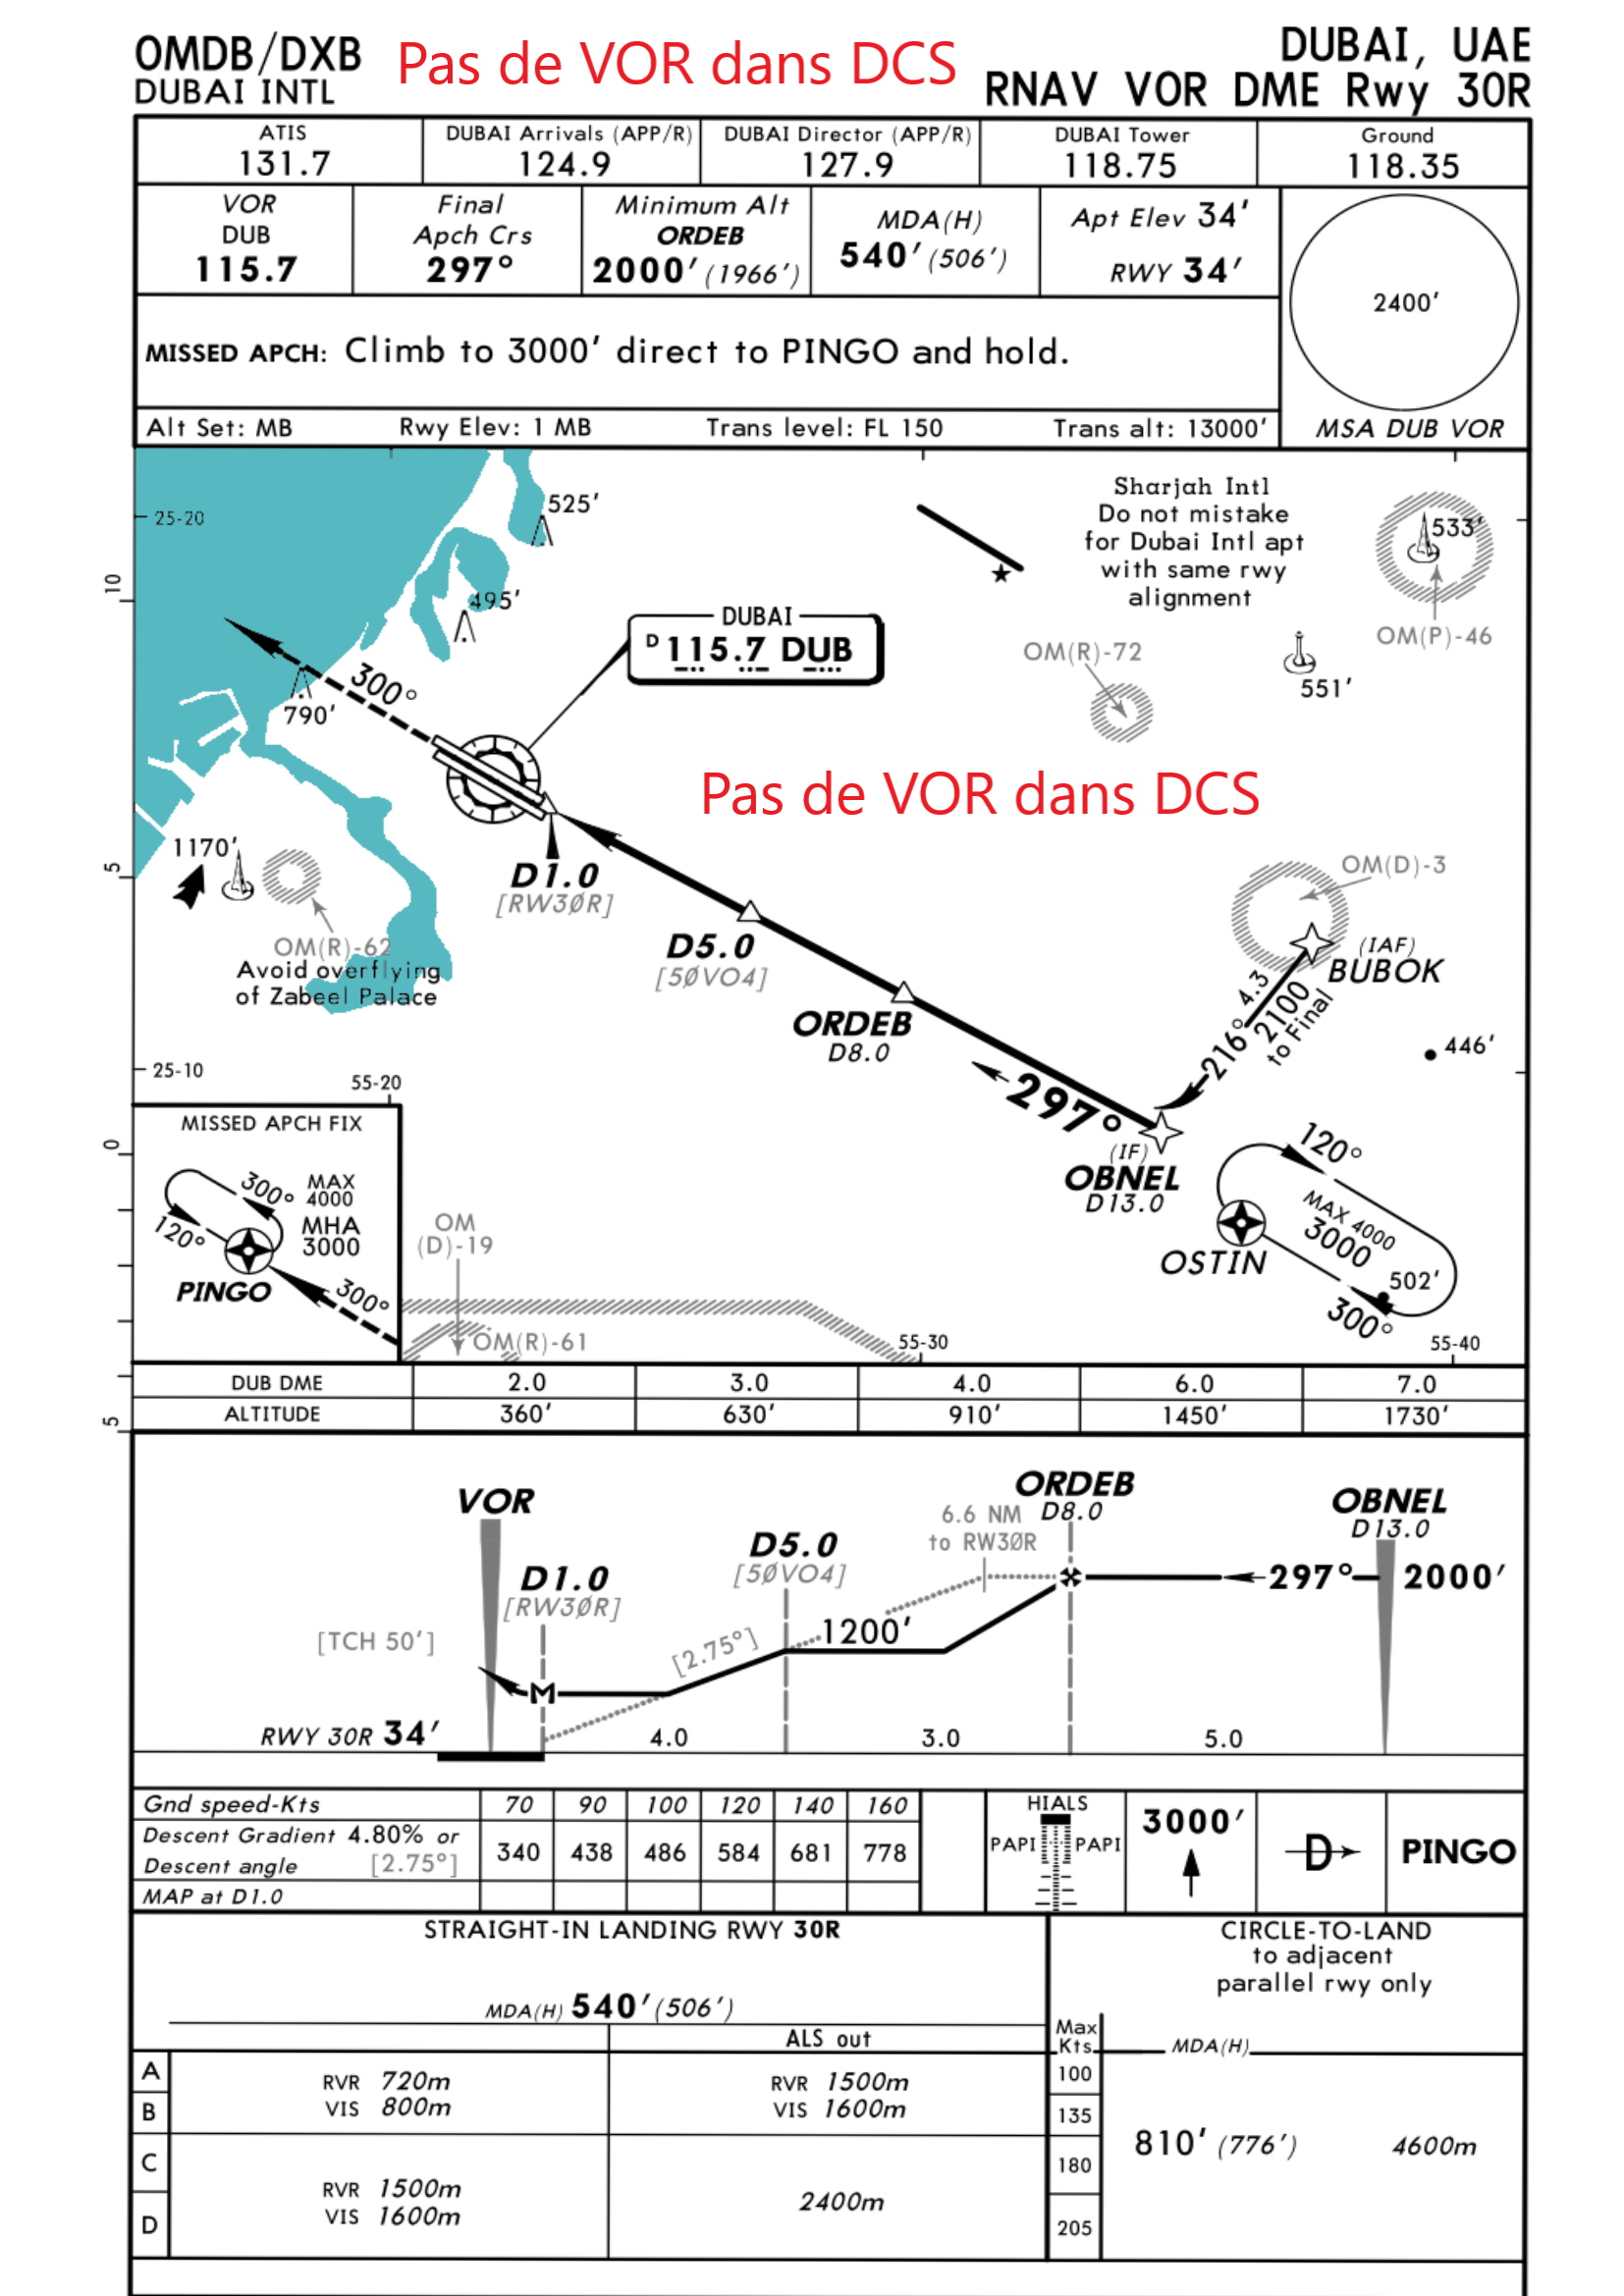 OMDB/DXB
DUBAI INTL
Pas de VOR dans DCS
DUBAI, UAE
RNAV VOR DME Rwy 30R
ATIS
131.7
DUBAI Arrivals (APP/R)
124.9
DUBAI Director (APP/R)
127.9
DUBAI Tower
118.75
Ground
118.35
VOR
DUB
115.7
Final
Apch Crs
297°
Minimum Alt
ORDEB
2000' (1966')
MDA(H)
540' (506')
Apt Elev 34'
RWY 34'
2400'
MSA DUB VOR
MISSED APCH: Climb to 3000' direct to PINGO and hold.
Alt Set: MB
Rwy Elev: 1 MB
Trans level: FL 150
Trans alt: 13000'
25-20
525'
495'
Sharjah Intl
Do not mistake
for Dubai Intl apt
with same rwy
alignment
533'
OM(P)-46
10
DUBAI
D 115.7 DUB
OM(R)-72
551'
300°
790'
Pas de VOR dans DCS
1170'
5
D1.0
[RW3ØR]
OM(R)-62
Avoid overflying
of Zabeel Palace
D5.0
[5ØVO4]
OM(D)-3
(IAF)
BUBOK
4.3
216°
2100
to Final
ORDEB
D8.0
446'
25-10
55-20
297°
(IF)
OBNEL
D13.0
0
MISSED APCH FIX
300°
MAX
4000
MHA
3000
120°
PINGO
300°
OM
(D)-19
OM(R)-61
120°
MAX 4000
3000
OSTIN
502'
300°
55-30
55-40
DUB DME
2.0
3.0
4.0
6.0
7.0
ALTITUDE
360'
630'
910'
1450'
1730'
5
VOR
D1.0
[RW3ØR]
D5.0
[5ØVO4]
6.6 NM
to RW3ØR
ORDEB
D8.0
OBNEL
D13.0
297°
2000'
[TCH 50']
[2.75°]
1200'
M
RWY 30R 34'
4.0
3.0
5.0
Gnd speed-Kts
70
90
100
120
140
160
Descent Gradient 4.80% or
Descent angle [2.75°]
340
438
486
584
681
778
MAP at D1.0
HIALS
PAPI
PAPI
3000'
D
PINGO
STRAIGHT-IN LANDING RWY 30R
MDA(H) 540' (506')
ALS out
CIRCLE-TO-LAND
to adjacent
parallel rwy only
Max
Kts
MDA(H)
A
B
C
D
RVR 720m
VIS 800m
RVR 1500m
VIS 1600m
RVR 1500m
VIS 1600m
2400m
100
135
180
205
810' (776')
4600m